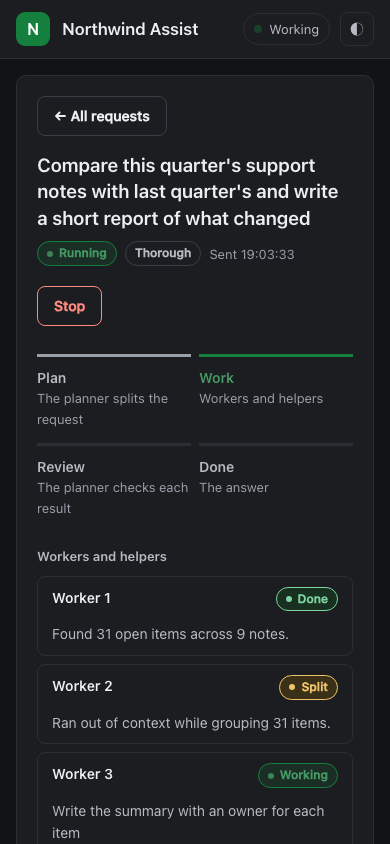 N Northwind Assist Working
← All requests
Compare this quarter's support
notes with last quarter's and write
a short report of what changed
Running Thorough Sent 19:03:33
Stop
Plan
The planner splits the
request
Work
Workers and helpers
Review
The planner checks each
result
Done
The answer
Workers and helpers
Worker 1 Done
Found 31 open items across 9 notes.
Worker 2 Split
Ran out of context while grouping 31 items.
Worker 3 Working
Write the summary with an owner for each
item